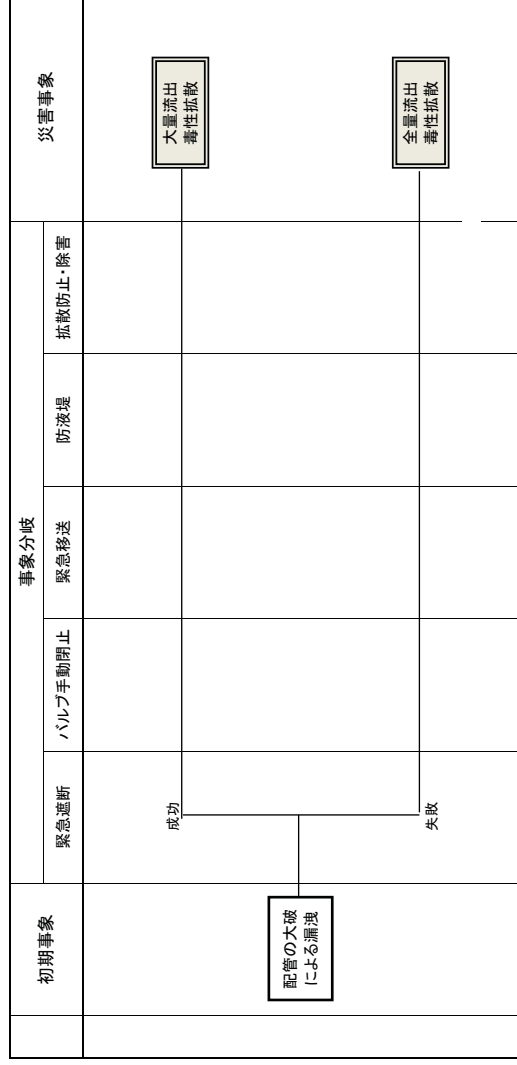 初期事象
事象分岐
災害事象
緊急遮断
バルブ手動閉止
緊急移送
防液堤
拡散防止・除害
配管の大破
による漏洩
成功
大量流出
毒性拡散
失敗
全量流出
毒性拡散